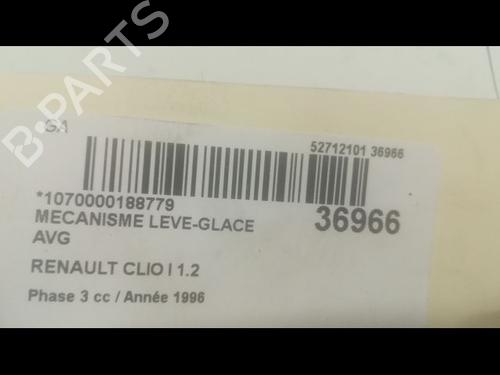 B-PARTS
GA
52712101 36966
*1070000188779
36966
MECANISME LEVE-GLACE
AVG
RENAULT CLIO I 1.2
Phase 3 cc / Année 1996